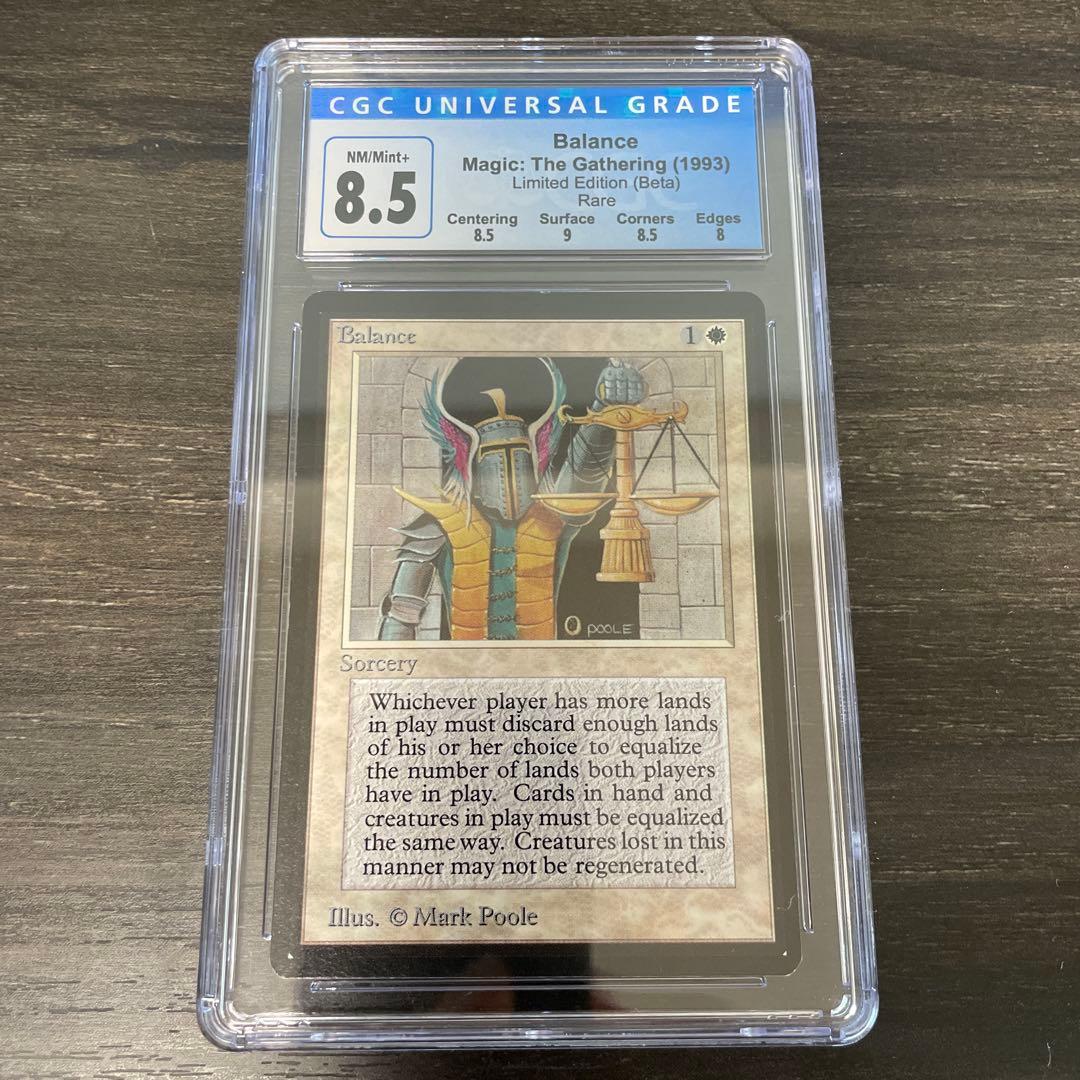 CGC UNIVERSAL GRADE
NM/Mint+
8.5
Balance
Magic: The Gathering (1993)
Limited Edition (Beta)
Rare
Centering Surface Corners Edges
8.5 9 8.5 8
Balance 1
POOLE
Sorcery
Whichever player has more lands
in play must discard enough lands
of his or her choice to equalize
the number of lands both players
have in play. Cards in hand and
creatures in play must be equalized
the same way. Creatures lost in this
manner may not be regenerated.
Illus. © Mark Poole